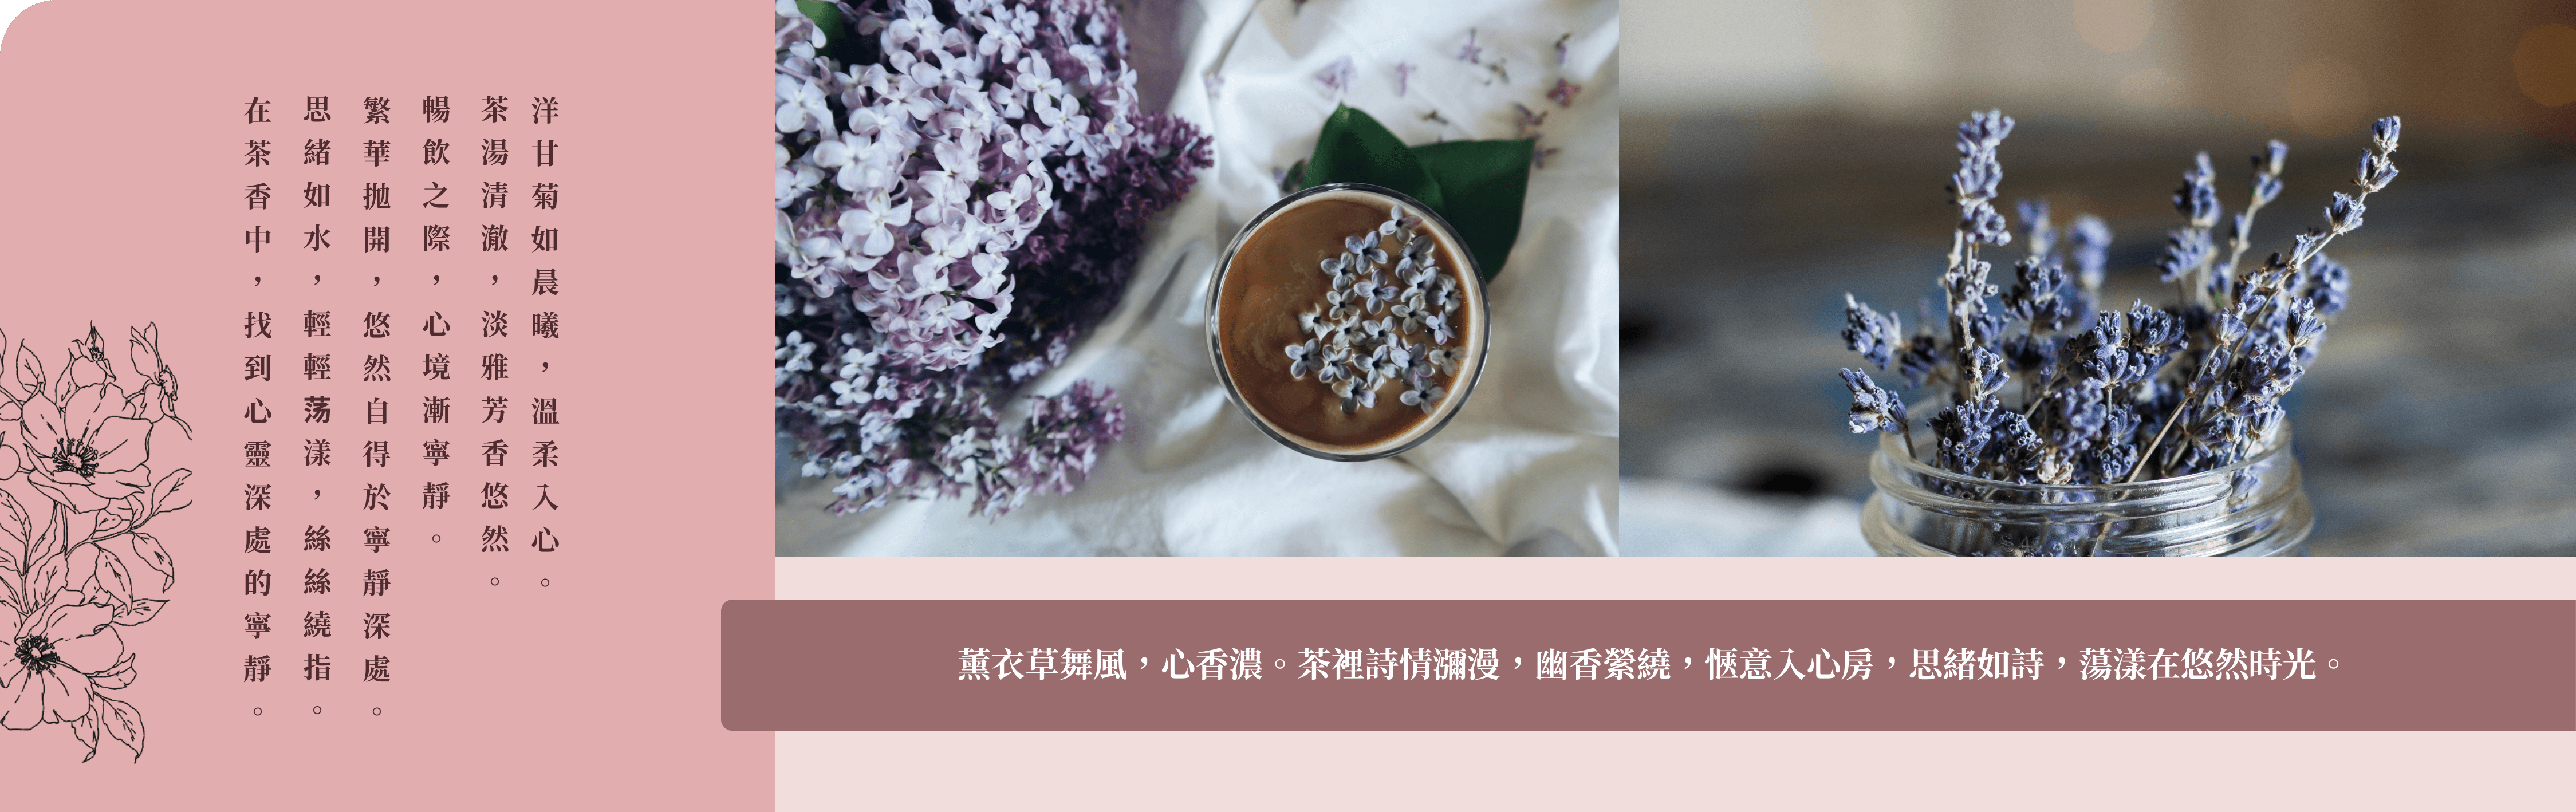 洋甘菊如晨曦，溫柔入心。
茶湯清澈，淡雅芳香悠然。
暢飲之際，心境漸寧靜。
繁華拋開，悠然自得於寧靜深處。
思緒如水，輕輕荡漾，絲絲繞指。
在茶香中，找到心靈深處的寧靜。
薰衣草舞風，心香濃。茶裡詩情瀰漫，幽香縈繞，愜意入心房，思緒如詩，蕩漾在悠然時光。